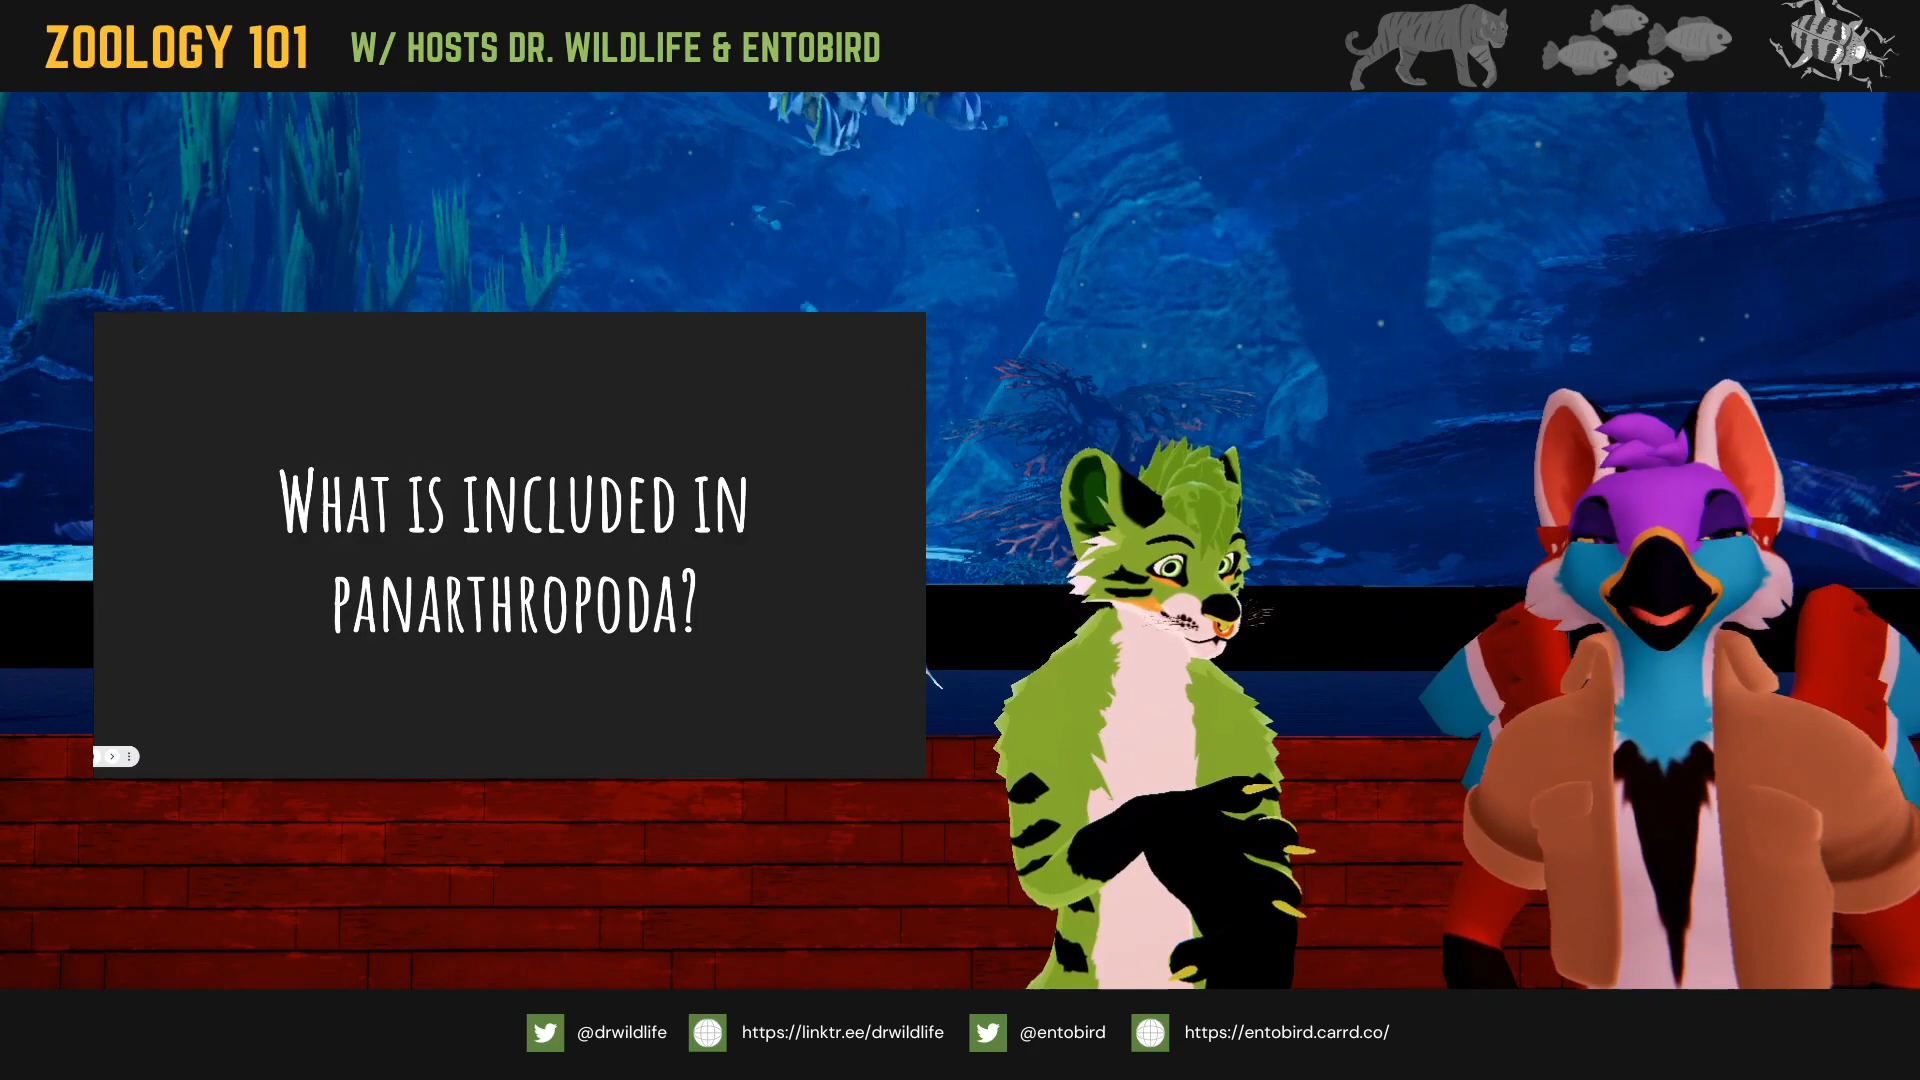 ZOOLOGY 101 W/ HOSTS DR. WILDLIFE & ENTOBIRD
WHAT IS INCLUDED IN
PANARTHROPODA?
@drwildlife https://linktr.ee/drwildlife @entobird https://entobird.carrd.co/